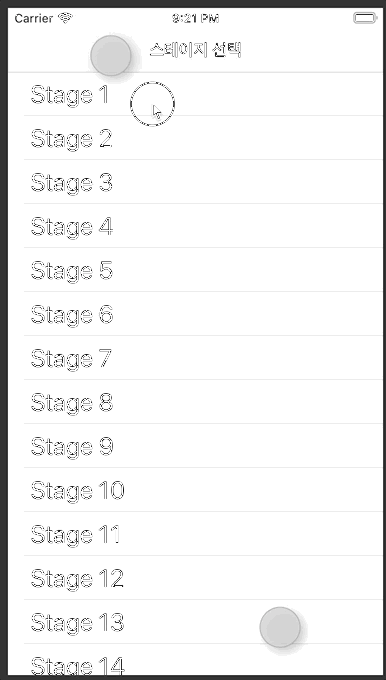 Carrier 9:21 PM
스테이지 선택
Stage 1
Stage 2
Stage 3
Stage 4
Stage 5
Stage 6
Stage 7
Stage 8
Stage 9
Stage 10
Stage 11
Stage 12
Stage 13
Stage 14